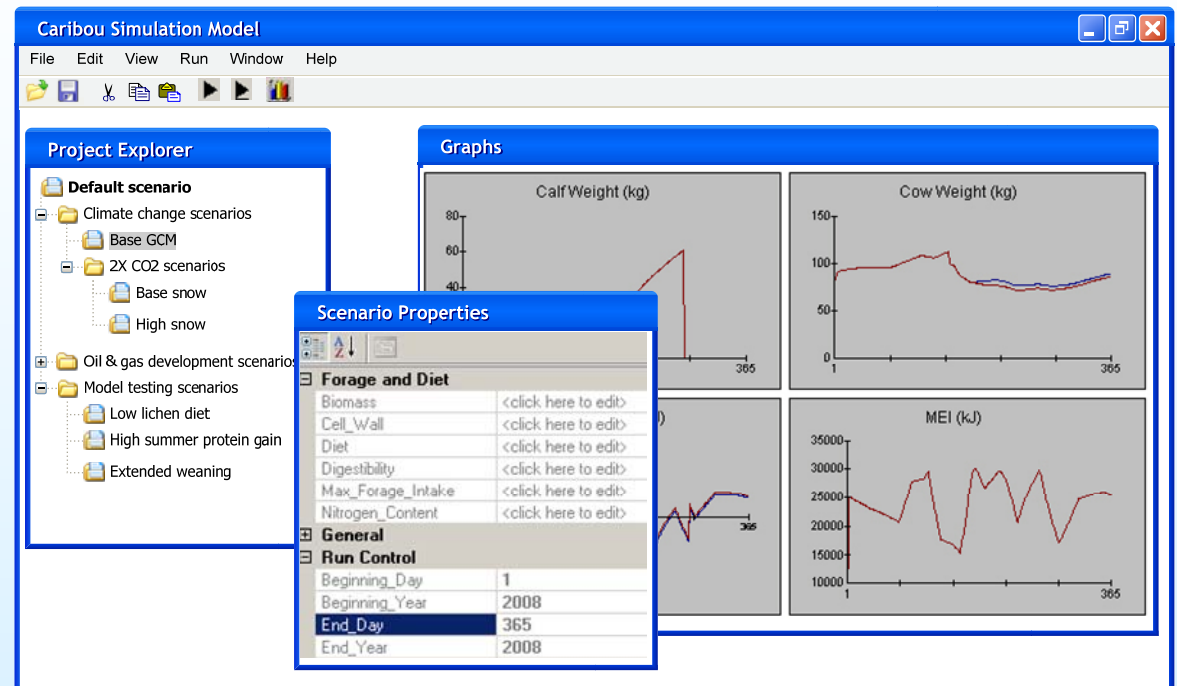 Caribou Simulation Model
File Edit View Run Window Help
Project Explorer
Default scenario
Climate change scenarios
Base GCM
2X CO2 scenarios
Base snow
High snow
Oil & gas development scenarios
Model testing scenarios
Low lichen diet
High summer protein gain
Extended weaning
Graphs
Calf Weight (kg)
80
60
40
365
Cow Weight (kg)
150
100
50
0
1 365
J)
365
MEI (kJ)
35000
30000
25000
20000
15000
10000
1 365
Scenario Properties
A
Z
Forage and Diet
Biomass <click here to edit>
Cell_Wall <click here to edit>
Diet <click here to edit>
Digestibility <click here to edit>
Max_Forage_Intake <click here to edit>
Nitrogen_Content <click here to edit>
General
Run Control
Beginning_Day 1
Beginning_Year 2008
End_Day 365
End_Year 2008